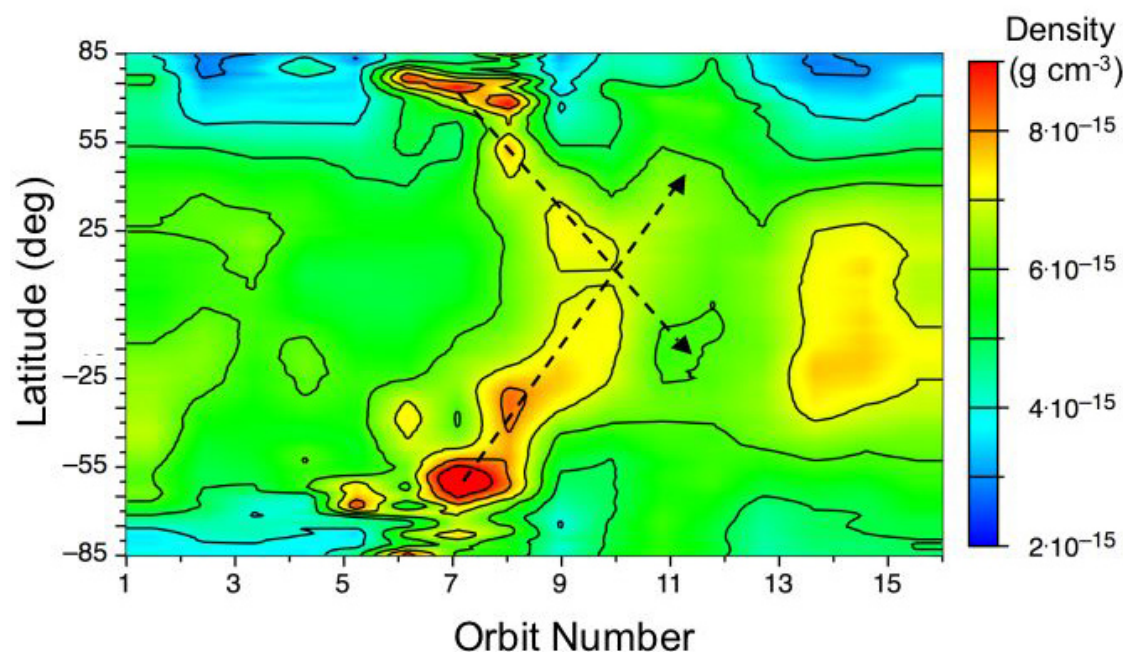 Density
(g cm⁻³)
85
55
25
–25
–55
–85
Latitude (deg)
1 3 5 7 9 11 13 15
Orbit Number
8·10⁻¹⁵
6·10⁻¹⁵
4·10⁻¹⁵
2·10⁻¹⁵